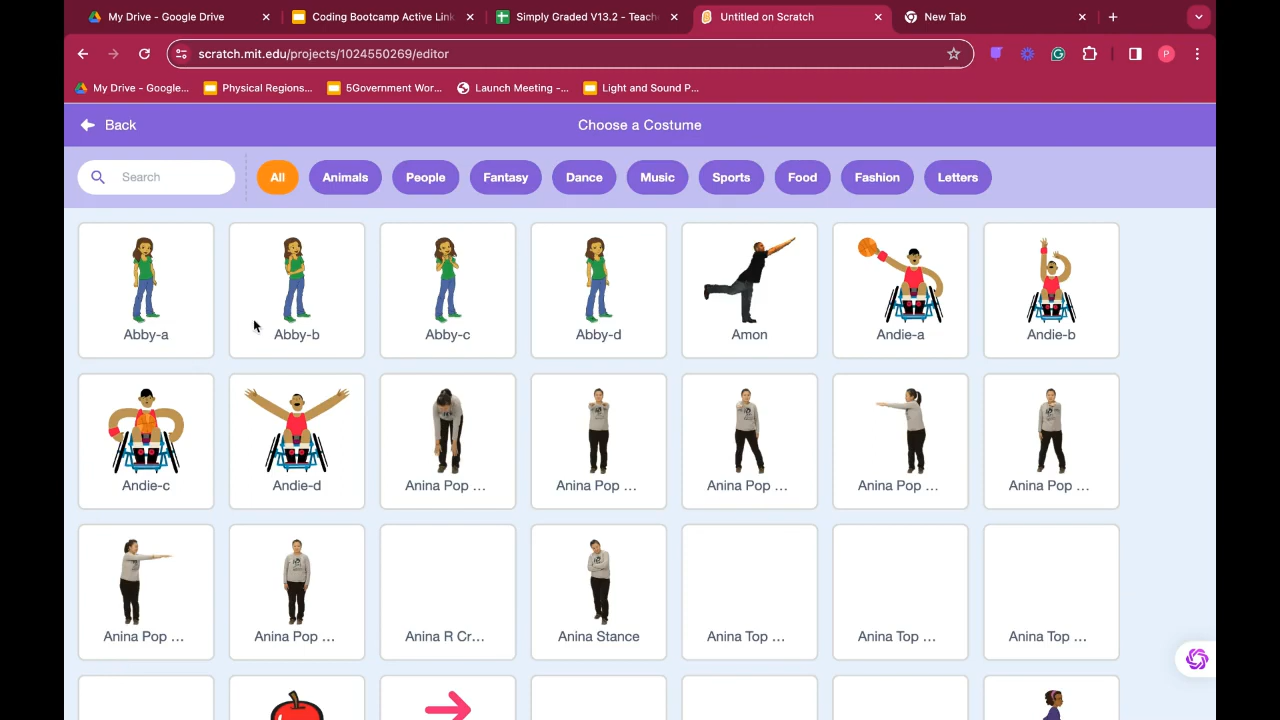 My Drive - Google Drive
Coding Bootcamp Active Link
Simply Graded V13.2 - Teach
Untitled on Scratch
New Tab
scratch.mit.edu/projects/1024550269/editor
P
My Drive - Google...
Physical Regions...
5Government Wor...
Launch Meeting -...
Light and Sound P...
Back
Choose a Costume
Search
All
Animals
People
Fantasy
Dance
Music
Sports
Food
Fashion
Letters
Abby-a
Abby-b
Abby-c
Abby-d
Amon
Andie-a
Andie-b
Andie-c
Andie-d
Anina Pop ...
Anina Pop ...
Anina Pop ...
Anina Pop ...
Anina Pop ...
Anina Pop ...
Anina Pop ...
Anina R Cr...
Anina Stance
Anina Top ...
Anina Top ...
Anina Top ...